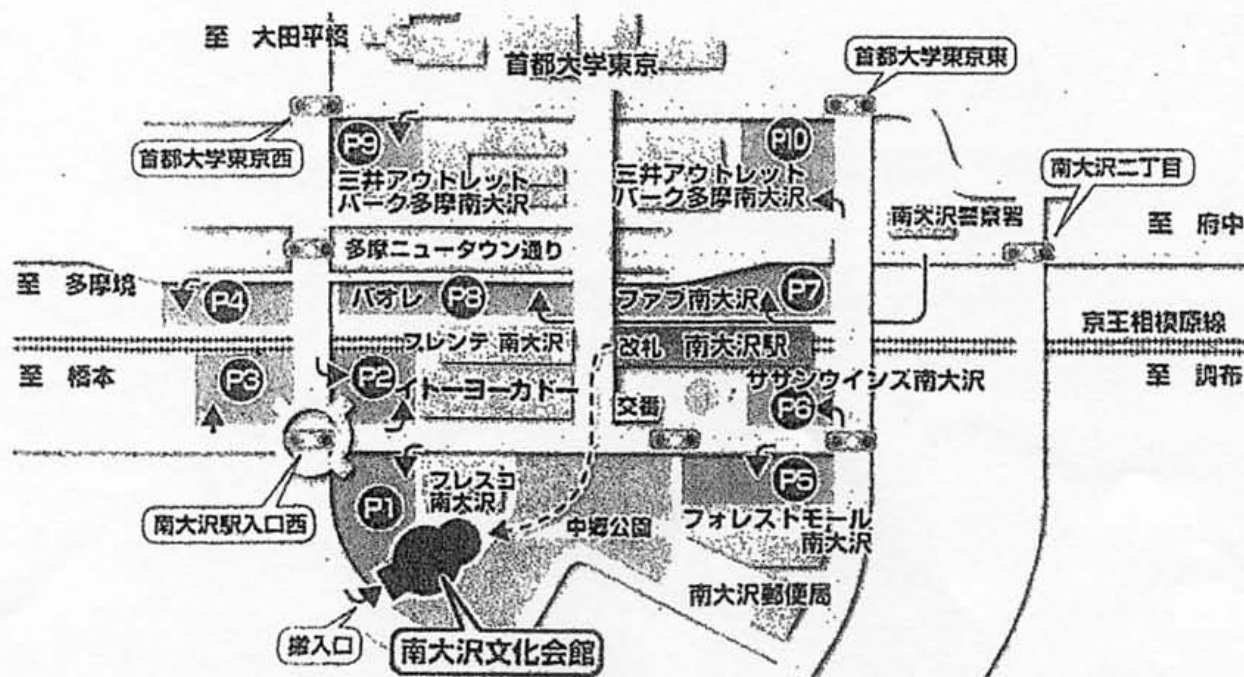 至 大田平橋
首都大学東京
首都大学東京東
首都大学東京西
P9
P10
三井アウトレット
パーク多摩南大沢
三井アウトレット
パーク多摩南大沢
南大沢二丁目
南大沢警察署
至 府中
多摩ニュータウン通り
至 多摩境
P4
パオレ
P8
ファブ南大沢
P7
京王相模原線
フレンテ 南大沢
改札 南大沢駅
至 橋本
P3
P2
イトーヨーカドー
ササンウインズ南大沢
至 調布
交番
P6
P1
フレスコ
南大沢
P5
南大沢駅入口西
中郷公園
フォレストモール
南大沢
南大沢郵便局
搬入口
南大沢文化会館